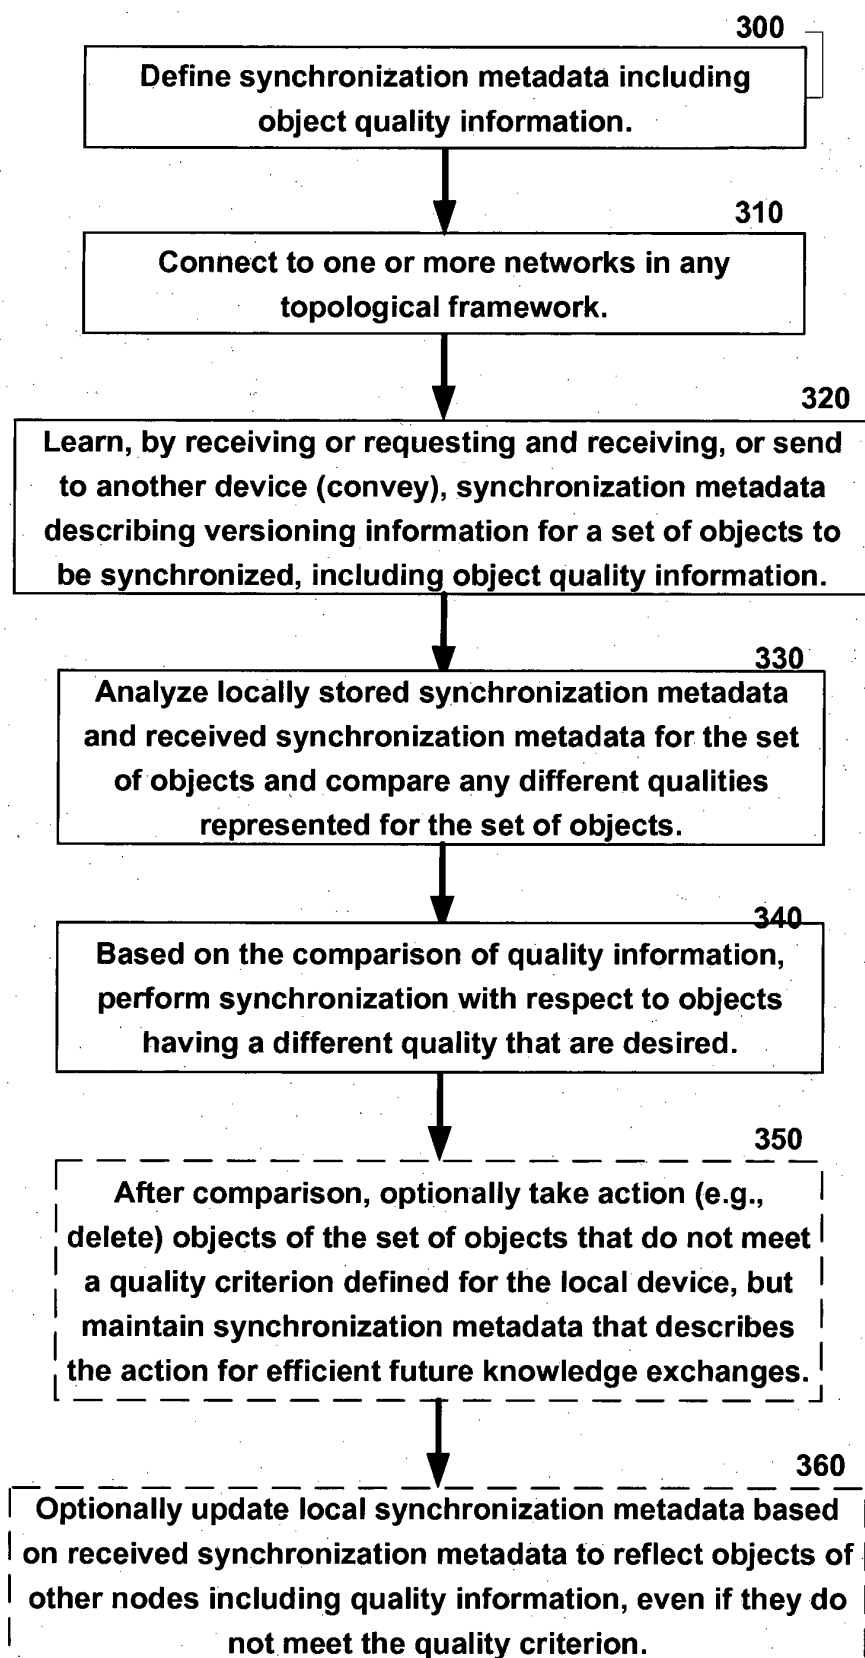 300
Define synchronization metadata including
object quality information.
310
Connect to one or more networks in any
topological framework.
320
Learn, by receiving or requesting and receiving, or send
to another device (convey), synchronization metadata
describing versioning information for a set of objects to
be synchronized, including object quality information.
330
Analyze locally stored synchronization metadata
and received synchronization metadata for the set
of objects and compare any different qualities
represented for the set of objects.
340
Based on the comparison of quality information,
perform synchronization with respect to objects
having a different quality that are desired.
350
After comparison, optionally take action (e.g.,
delete) objects of the set of objects that do not meet
a quality criterion defined for the local device, but
maintain synchronization metadata that describes
the action for efficient future knowledge exchanges.
360
Optionally update local synchronization metadata based
on received synchronization metadata to reflect objects of
other nodes including quality information, even if they do
not meet the quality criterion.